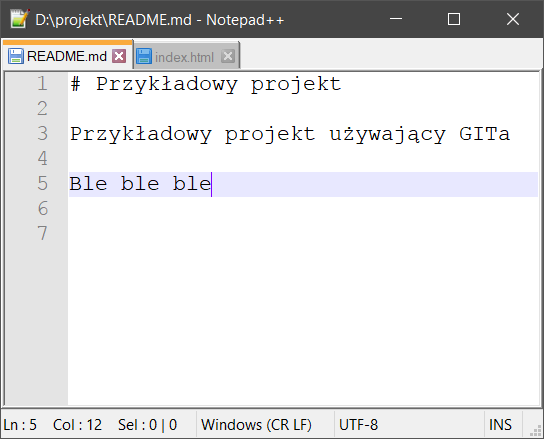 D:\projekt\README.md - Notepad++
README.md index.html
1 # Przykładowy projekt
2
3 Przykładowy projekt używający GITa
4
5 Ble ble ble
6
7
Ln : 5 Col : 12 Sel : 0 | 0 Windows (CR LF) UTF-8 INS